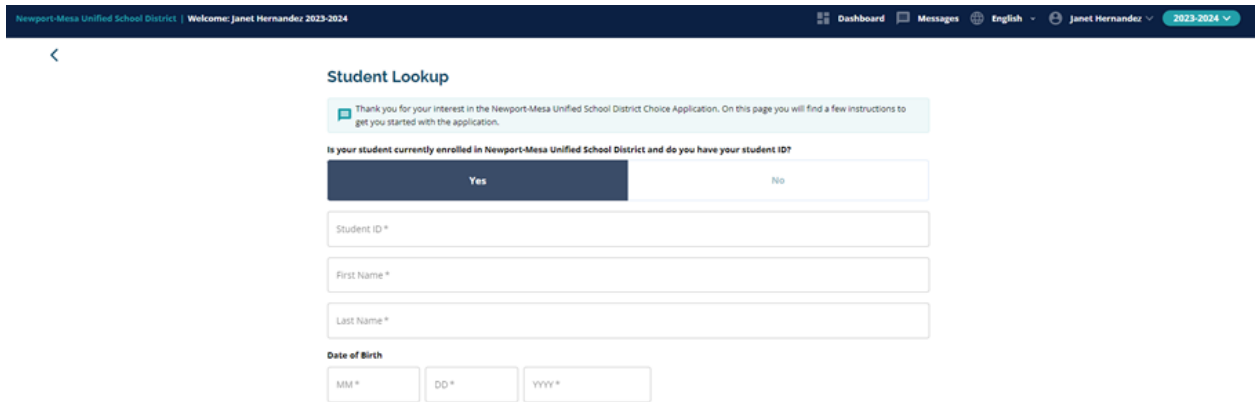 Newport-Mesa Unified School District | Welcome: Janet Hernandez 2023-2024
Dashboard Messages English Janet Hernandez 2023-2024
Student Lookup
Thank you for your interest in the Newport-Mesa Unified School District Choice Application. On this page you will find a few instructions to
get you started with the application.
Is your student currently enrolled in Newport-Mesa Unified School District and do you have your student ID?
Yes No
Student ID *
First Name *
Last Name *
Date of Birth
MM * DD * YYYY *